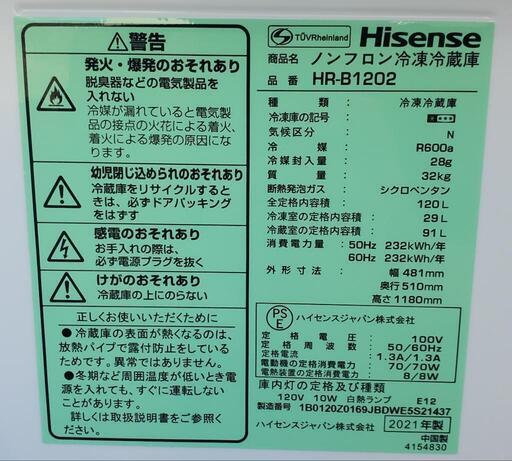 警告
発火・爆発のおそれあり
脱臭器などの電気製品を
入れない
冷媒が漏れていると電気製
品の接点の火花による着火、
着火による爆発の原因にな
ります。
幼児閉じ込められのおそれあり
冷蔵庫をリサイクルするとき
は、必ずドアパッキング
をはずす
感電のおそれあり
お手入れの際は、
必ず電源プラグを抜く
けがのおそれあり
冷蔵庫の上にのらない
正しくお使いいただくために
●冷蔵庫の表面が熱くなるのは、
放熱パイプで露付防止している
ためです。異常ではありません。
●冬期など周囲温度が低いとき電
源を入れても、すぐに運転しない
ことがあります。
詳しくは取扱説明書をご参照く
ださい。
TÜVRheinland
Hisense
商品名 ノンフロン冷凍冷蔵庫
品番 HR-B1202
種類:冷凍冷蔵庫
冷凍庫の記号:
気候区分:N
冷媒:R600a
冷媒封入量:28g
質量:32kg
断熱発泡ガス:シクロペンタン
全定格内容積:120L
冷凍室の定格内容積:29L
冷蔵室の定格内容積:91L
消費電力量:50Hz 232kWh/年
60Hz 232kWh/年
外形寸法:幅481mm
奥行510mm
高さ1180mm
PSE ハイセンスジャパン株式会社
定格電圧:100V
定格周波数:50/60Hz
定格電流:1.3A/1.3A
電動機の定格消費電力:70/70W
電熱装置の定格消費電力:8/8W
庫内灯の定格及び種類
120V 10W 白熱ランプ E12
製造番号:1B0120Z0169JBDWE5S21437
ハイセンスジャパン株式会社
2021年製
中国製
4154830